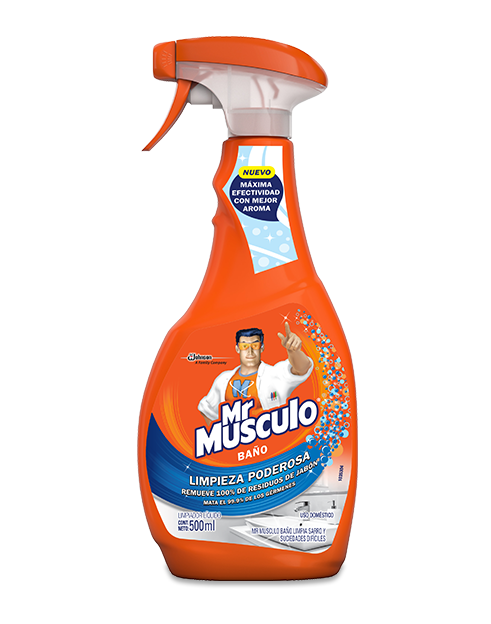 NUEVO
MÁXIMA
EFECTIVIDAD
CON MEJOR
AROMA
Johnson
A Family Company
Mr
Músculo®
BAÑO
LIMPIEZA PODEROSA
REMUEVE 100% DE RESIDUOS DE JABÓN*
MATA EL 99.9% DE LOS GÉRMENES
LIMPIADOR LÍQUIDO
CONT.
NETO 500ml
USO DOMÉSTICO
MR MUSCULO BAÑO LIMPIA SARRO Y
SUCIEDADES DIFÍCILES